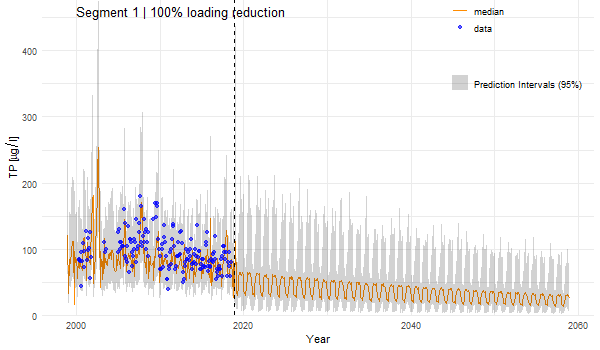 Segment 1 | 100% loading reduction
median
data
Prediction Intervals (95%)
TP [µg/l]
400
300
200
100
0
2000
2020
2040
2060
Year